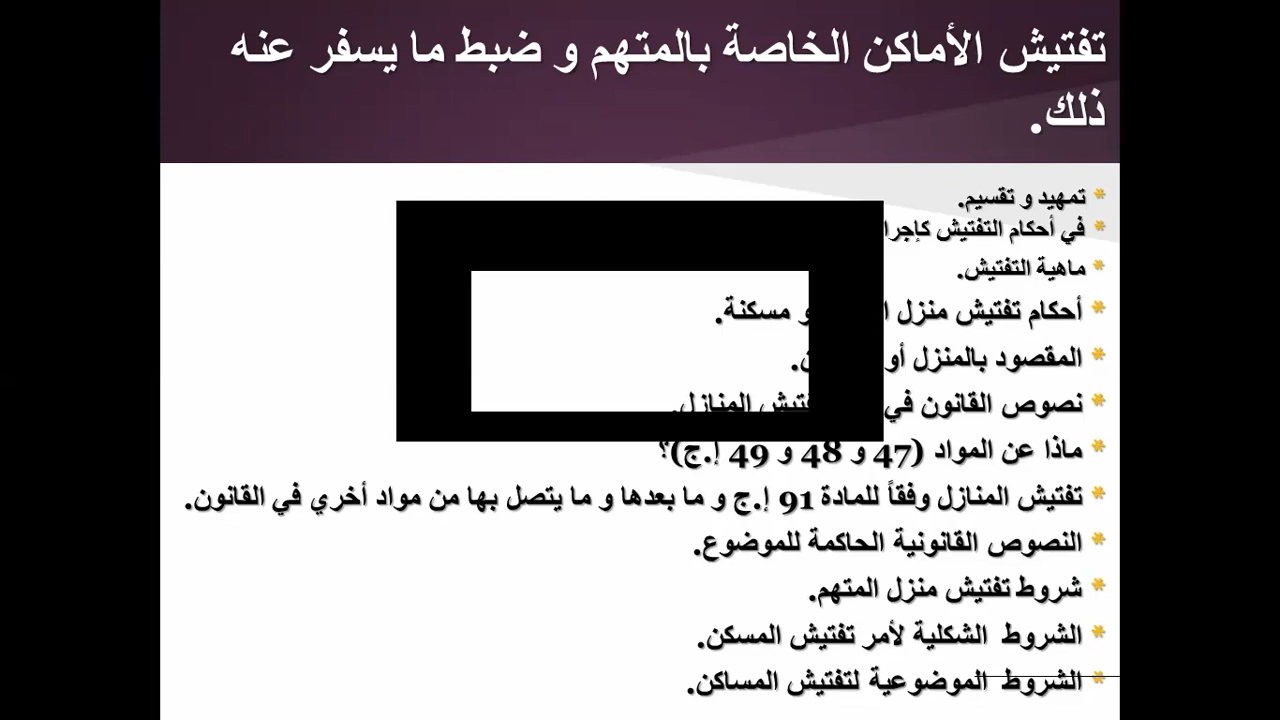 تفتيش الأماكن الخاصة بالمتهم و ضبط ما يسفر عنه
ذلك.
* تمهيد و تقسيم.
* في أحكام التفتيش
* ماهية التفتيش.
* أحكام تفتيش منزل و مسكنة.
* المقصود بالمنزل أو
* نصوص القانون في تفتيش المنازل.
* ماذا عن المواد (47 و 48 و 49 إ.ج)؟
* تفتيش المنازل وفقاً للمادة 91 إ.ج و ما بعدها و ما يتصل بها من مواد أخري في القانون.
* النصوص القانونية الحاكمة للموضوع.
* شروط تفتيش منزل المتهم.
* الشروط الشكلية لأمر تفتيش المسكن.
* الشروط الموضوعية لتفتيش المساكن.